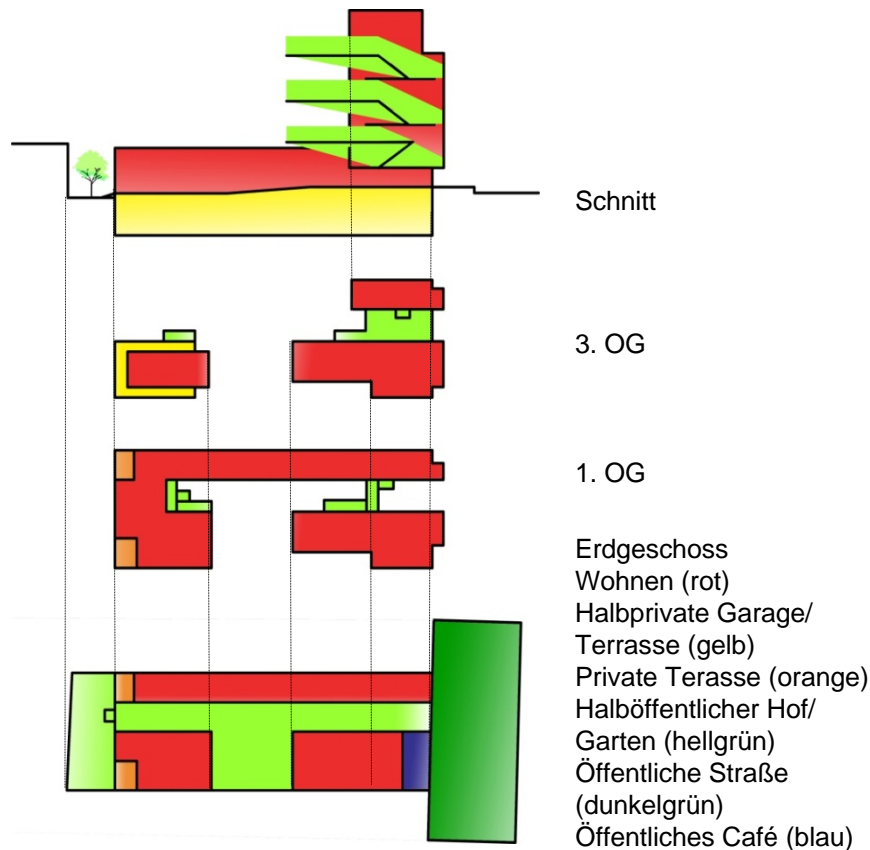 Schnitt
3. OG
1. OG
Erdgeschoss
Wohnen (rot)
Halbprivate Garage/
Terrasse (gelb)
Private Terasse (orange)
Halböffentlicher Hof/
Garten (hellgrün)
Öffentliche Straße
(dunkelgrün)
Öffentliches Café (blau)